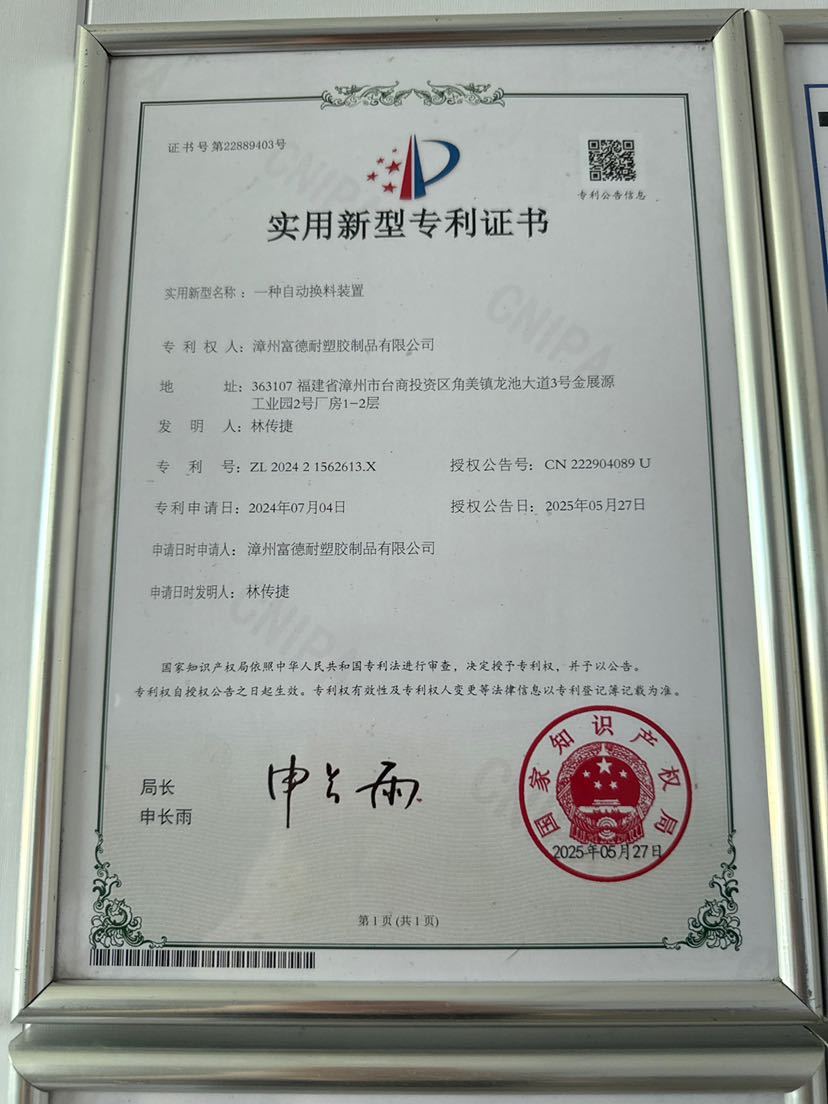 证书号第22889403号
专利公告信息
实用新型专利证书
实用新型名称：一种自动换料装置
专利权人：漳州富德耐塑胶制品有限公司
地址：363107 福建省漳州市台商投资区角美镇龙池大道3号金展源
工业园2号厂房1-2层
发明人：林传捷
专利号：ZL 2024 2 1562613.X 授权公告号：CN 222904089 U
专利申请日：2024年07月04日 授权公告日：2025年05月27日
申请日时申请人：漳州富德耐塑胶制品有限公司
申请日时发明人：林传捷
国家知识产权局依照中华人民共和国专利法进行审查，决定授予专利权，并予以公告。
专利权自授权公告之日起生效。专利权有效性及专利权人变更等法律信息以专利登记簿记载为准。
局长
申长雨
申长雨
国家知识产权局
2025年05月27日
第1页(共1页)
CNIPA
CNIPA
CNIPA
CNIPA